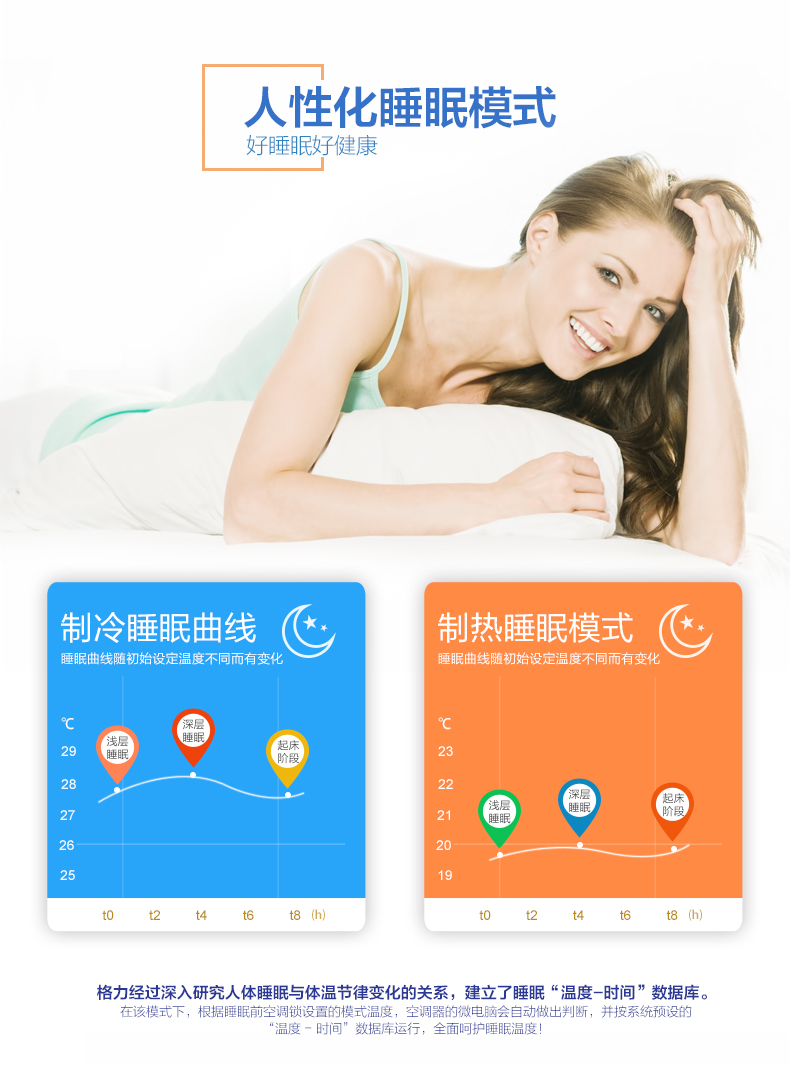 人性化睡眠模式
好睡眠好健康
制冷睡眠曲线
睡眠曲线随初始设定温度不同而有变化
℃
29
28
27
26
25
浅层
睡眠
深层
睡眠
起床
阶段
t0 t2 t4 t6 t8 (h)
制热睡眠模式
睡眠曲线随初始设定温度不同而有变化
℃
23
22
21
20
19
浅层
睡眠
深层
睡眠
起床
阶段
t0 t2 t4 t6 t8 (h)
格力经过深入研究人体睡眠与体温节律变化的关系，建立了睡眠“温度-时间”数据库。
在该模式下，根据睡眠前空调锁设置的模式温度，空调器的微电脑会自动做出判断，并按系统预设的
“温度 - 时间”数据库运行，全面呵护睡眠温度！